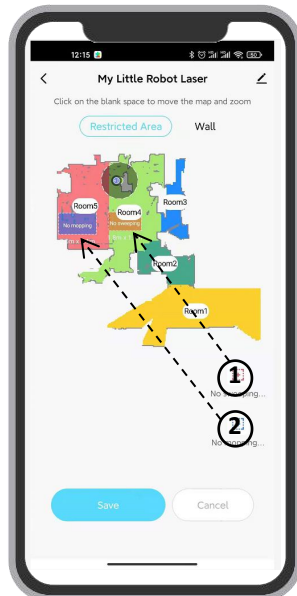 12:15
My Little Robot Laser
Click on the blank space to move the map and zoom
Restricted Area Wall
Room5
Room4
Room3
No mopping
No sweeping
Room2
Room1
1
No sweeping...
2
No mopping...
Save Cancel